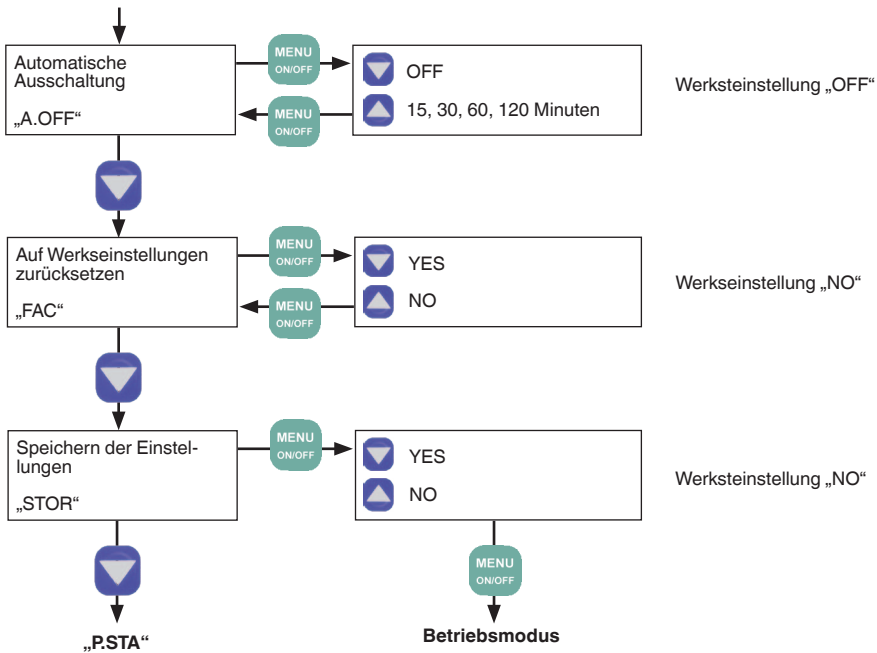 Automatische
Ausschaltung
„A.OFF“
MENU
ON/OFF
MENU
ON/OFF
OFF
15, 30, 60, 120 Minuten
Werksteinstellung „OFF“
Auf Werkseinstellungen
zurücksetzen
„FAC“
MENU
ON/OFF
MENU
ON/OFF
YES
NO
Werkseinstellung „NO“
Speichern der Einstel-
lungen
„STOR“
MENU
ON/OFF
YES
NO
Werksteinstellung „NO“
MENU
ON/OFF
„P.STA“
Betriebsmodus